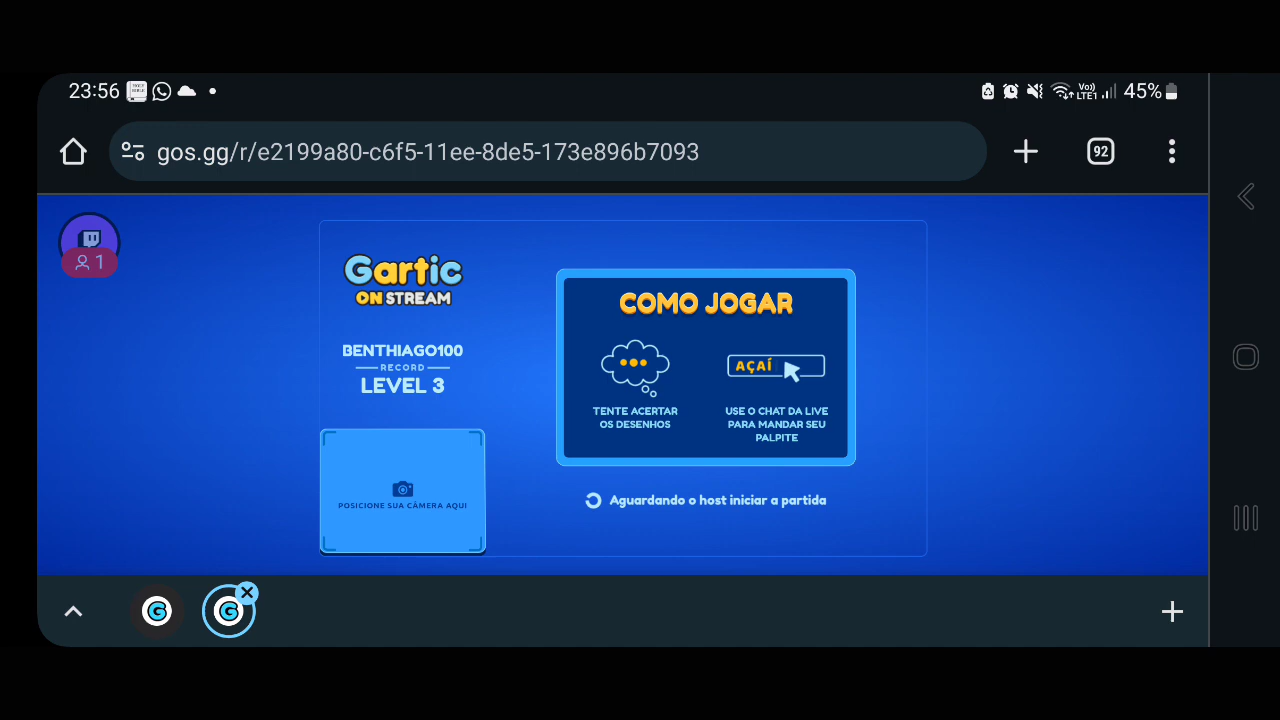 23:56
Vo))
LTE1
45%
gos.gg/r/e2199a80-c6f5-11ee-8de5-173e896b7093
92
1
Gartic
ON STREAM
BENTHIAGO100
RECORD
LEVEL 3
POSICIONE SUA CÂMERA AQUI
COMO JOGAR
AÇAÍ
TENTE ACERTAR
OS DESENHOS
USE O CHAT DA LIVE
PARA MANDAR SEU
PALPITE
Aguardando o host iniciar a partida
G
G